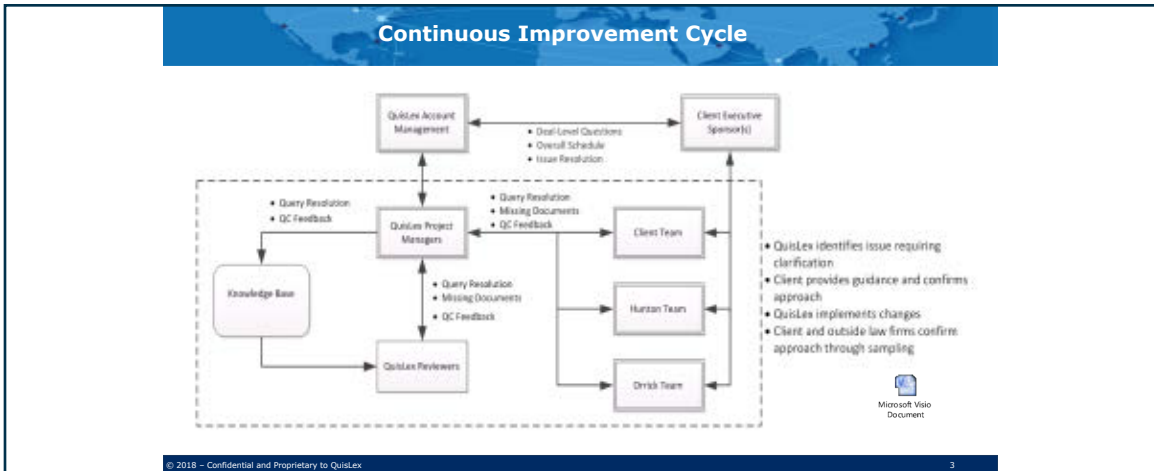 Continuous Improvement Cycle
QuisLex Account
Management
Client Executive
Sponsor(s)
• Deal-Level Questions
• Overall Schedule
• Issue Resolution
• Query Resolution
• QC Feedback
QuisLex Project
Managers
• Query Resolution
• Missing Documents
• QC Feedback
Client Team
Knowledge Base
• Query Resolution
• Missing Documents
• QC Feedback
Hunton Team
QuisLex Reviewers
Orrick Team
• QuisLex identifies issue requiring
clarification
• Client provides guidance and confirms
approach
• QuisLex implements changes
• Client and outside law firms confirm
approach through sampling
Microsoft Visio
Document
© 2018 – Confidential and Proprietary to QuisLex
3